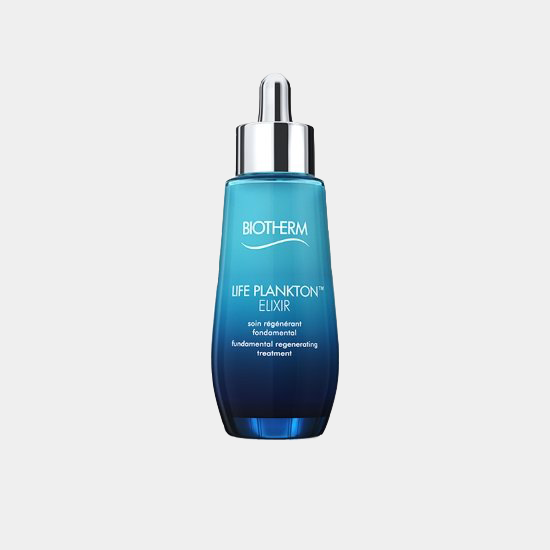 BIOTHERM
LIFE PLANKTON™
ELIXIR
soin régénérant
fondamental
fundamental regenerating
treatment